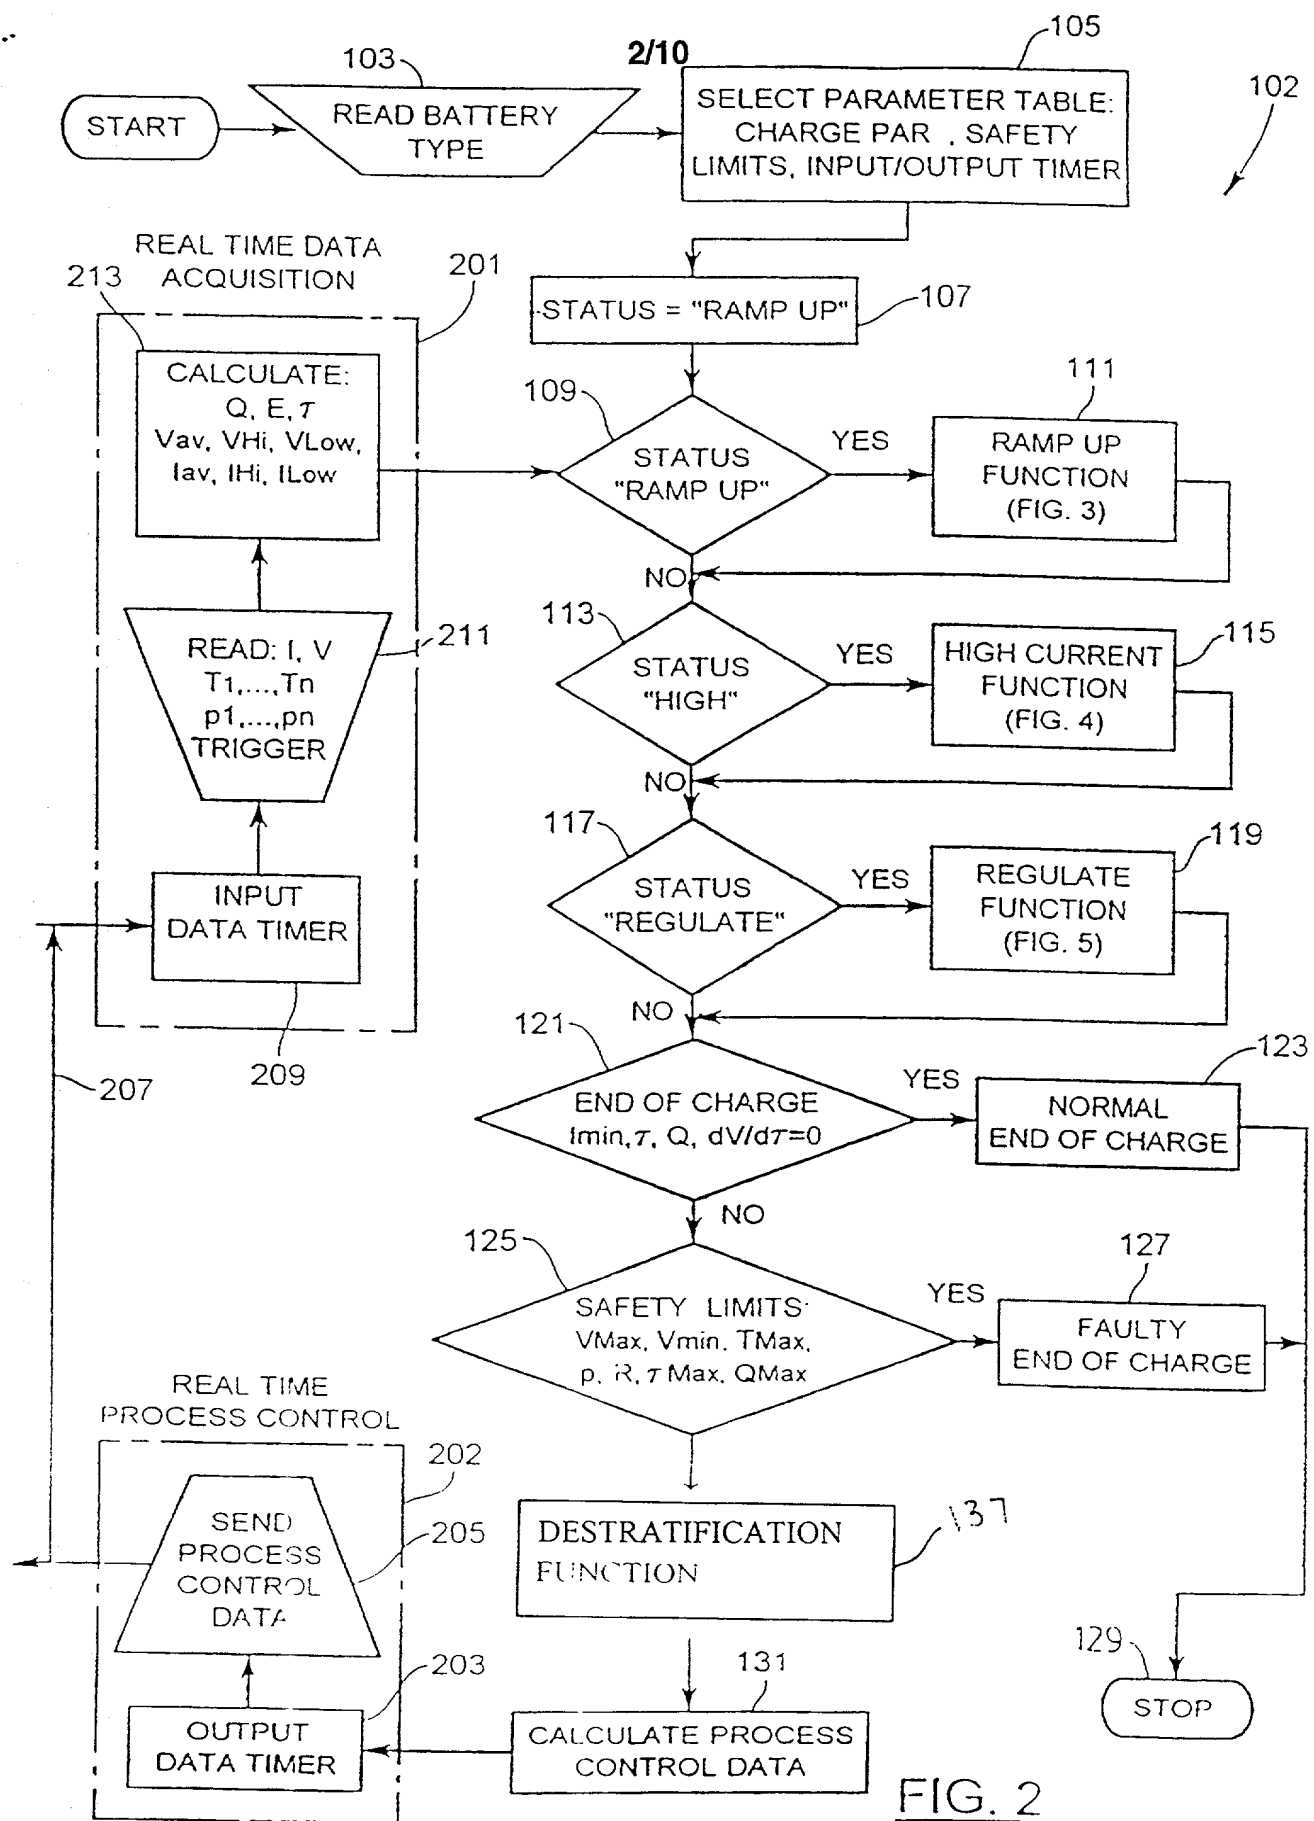 2/10
103
105
102
START
READ BATTERY
TYPE
SELECT PARAMETER TABLE:
CHARGE PAR , SAFETY
LIMITS, INPUT/OUTPUT TIMER
REAL TIME DATA
ACQUISITION
213
201
STATUS = "RAMP UP"
107
CALCULATE:
Q, E, τ
Vav, VHi, VLow,
Iav, IHi, ILow
109
STATUS
"RAMP UP"
YES
111
RAMP UP
FUNCTION
(FIG. 3)
NO
READ: I, V
T1,...,Tn
p1,...,pn
TRIGGER
211
113
STATUS
"HIGH"
YES
115
HIGH CURRENT
FUNCTION
(FIG. 4)
NO
INPUT
DATA TIMER
209
207
117
STATUS
"REGULATE"
YES
119
REGULATE
FUNCTION
(FIG. 5)
NO
121
END OF CHARGE
Imin, τ, Q, dV/dτ=0
YES
123
NORMAL
END OF CHARGE
NO
125
SAFETY LIMITS:
VMax, Vmin, TMax,
p, R, τ Max, QMax
YES
127
FAULTY
END OF CHARGE
REAL TIME
PROCESS CONTROL
202
SEND
PROCESS
CONTROL
DATA
205
DESTRATIFICATION
FUNCTION
137
203
OUTPUT
DATA TIMER
131
CALCULATE PROCESS
CONTROL DATA
129
STOP
FIG. 2